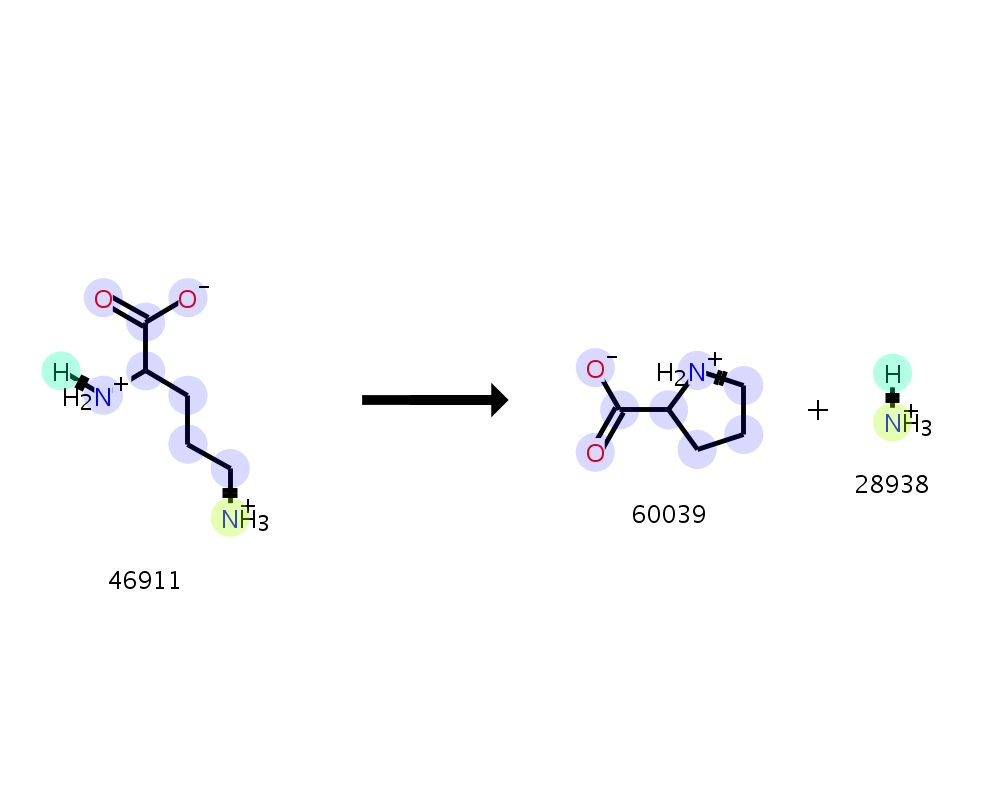 O O⁻
H H₂N⁺
NH₃⁺
46911
O⁻
H₂N⁺
O
60039
+
H
NH₃⁺
28938